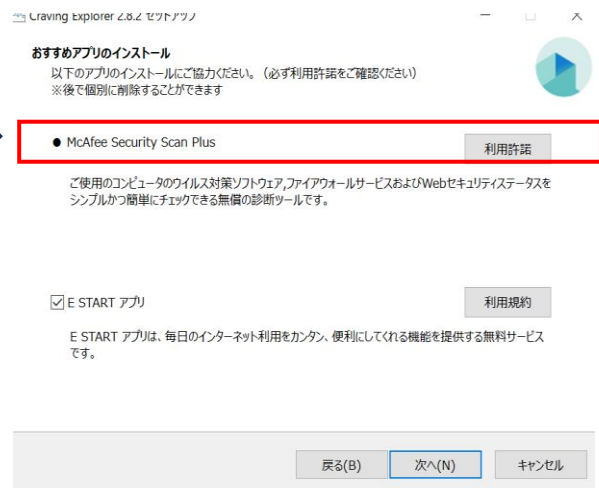 Craving Explorer 2.8.2 セットアップ
おすすめアプリのインストール
以下のアプリのインストールにご協力ください。（必ず利用許諾をご確認ください）
※後で個別に削除することができます
● McAfee Security Scan Plus
利用許諾
ご使用のコンピュータのウイルス対策ソフトウェア,ファイアウォールサービスおよびWebセキュリティステータスを
シンプルかつ簡単にチェックできる無償の診断ツールです。
E START アプリ
利用規約
E START アプリは、毎日のインターネット利用をカンタン、便利にしてくれる機能を提供する無料サービス
です。
戻る(B)
次へ(N)
キャンセル